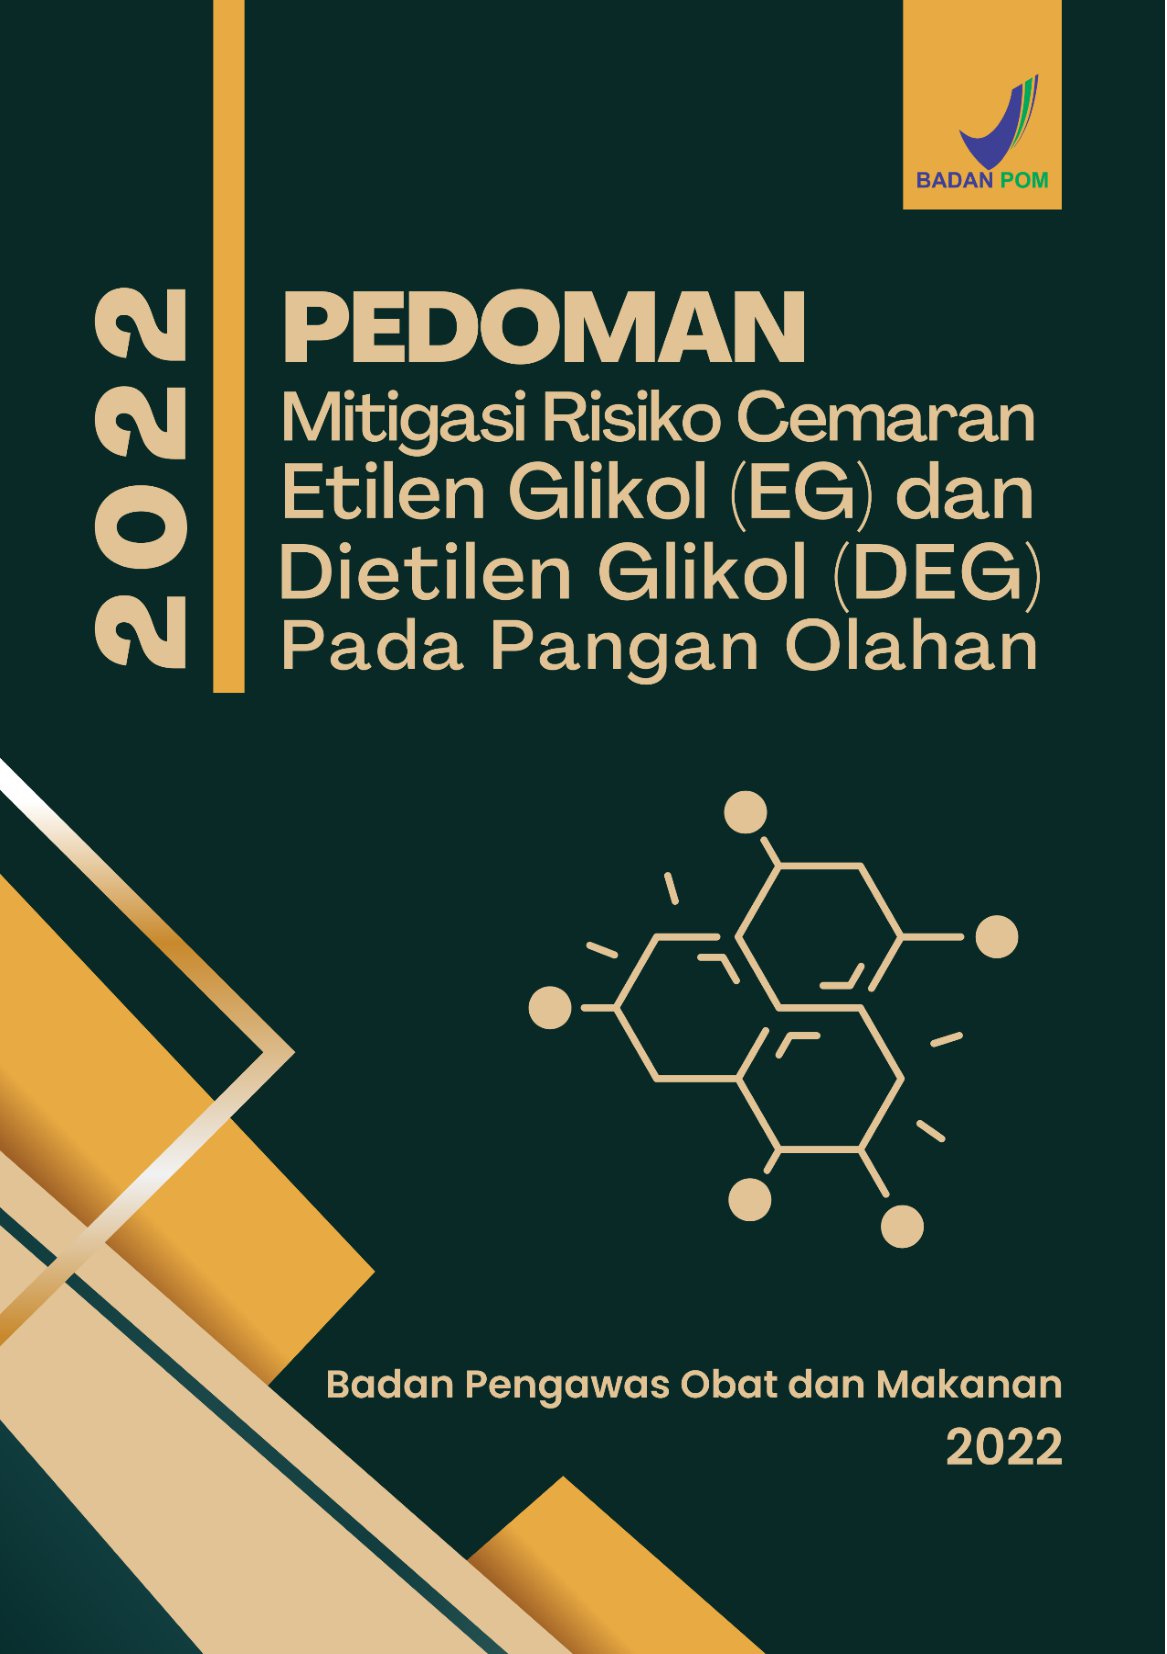 BADAN POM
2022
PEDOMAN
Mitigasi Risiko Cemaran
Etilen Glikol (EG) dan
Dietilen Glikol (DEG)
Pada Pangan Olahan
Badan Pengawas Obat dan Makanan
2022